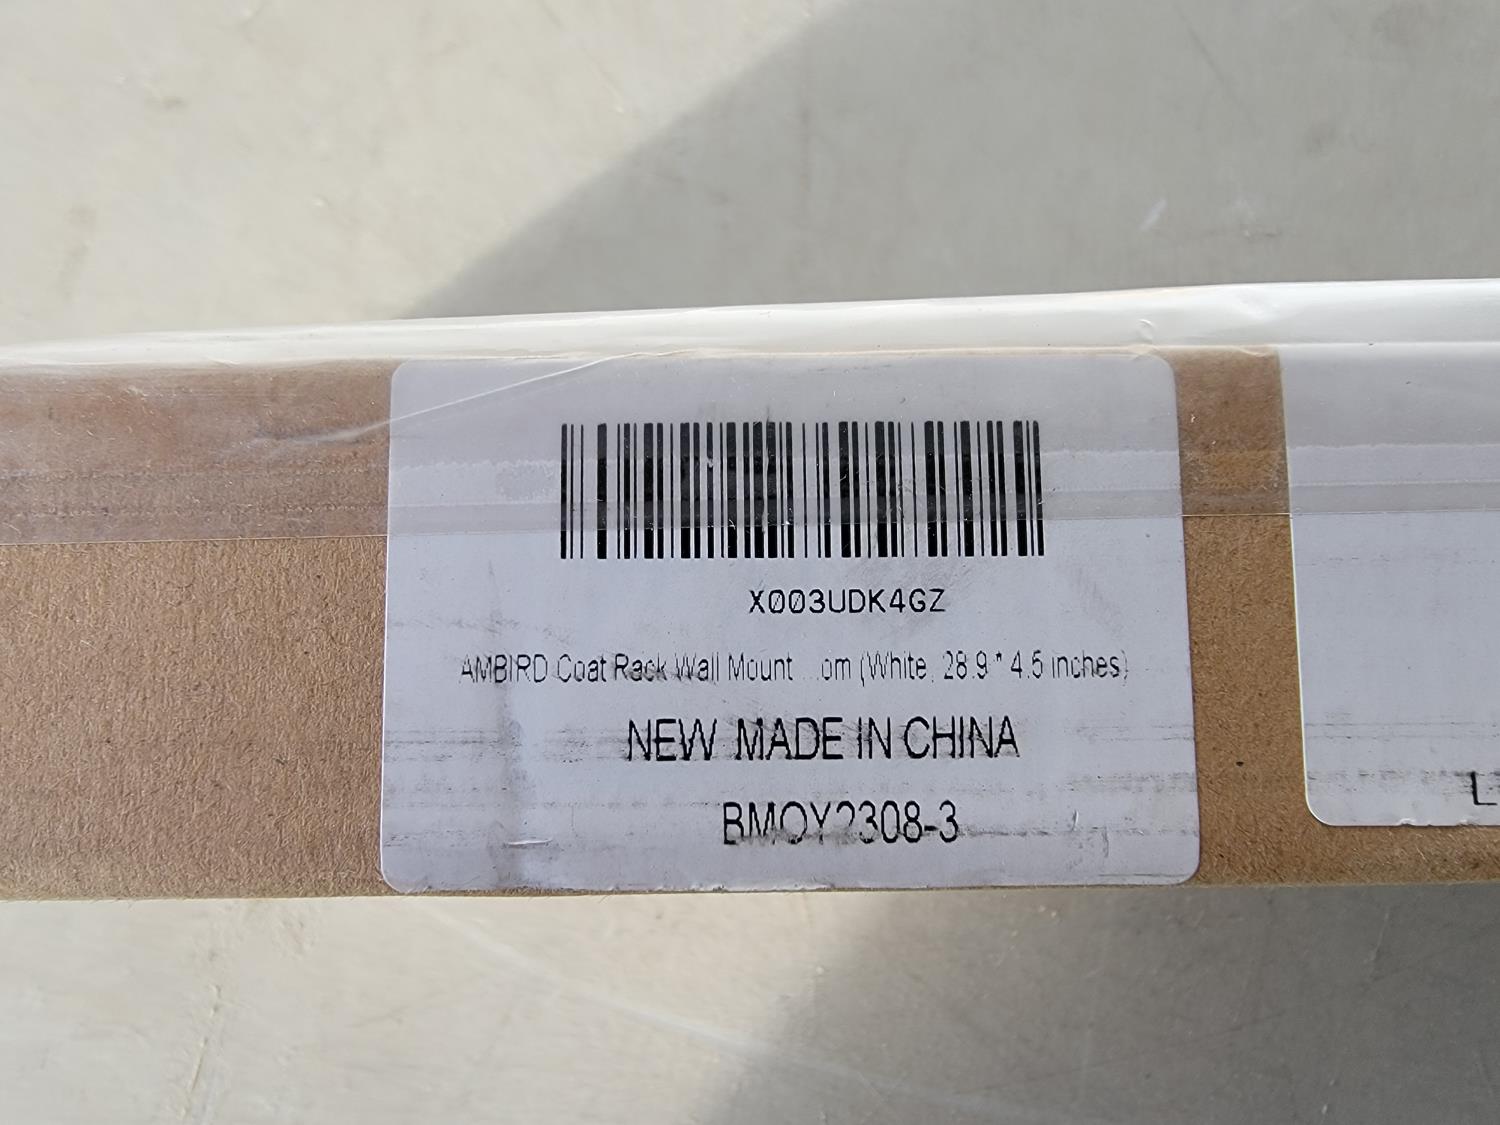 X003UDK4GZ
AMBIRD Coat Rack Wall Mount ...om (White, 28.9 * 4.5 inches)
NEW MADE IN CHINA
BMOY2308-3
L